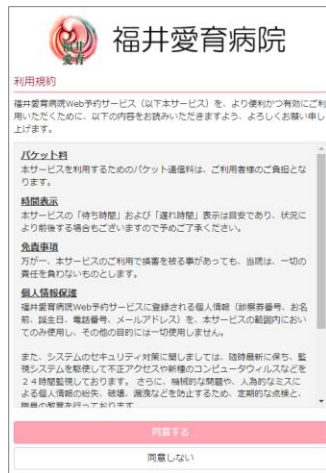 福井愛育
福井愛育病院
利用規約
福井愛育病院Web予約サービス（以下本サービス）を、より便利かつ有効にご利
用いただくために、以下の内容をお読みいただきますよう、よろしくお願い申し
上げます。
パケット料
本サービスを利用するためのパケット通信料は、ご利用者様のご負担とな
ります。
時間表示
本サービスの「待ち時間」および「遅れ時間」表示は目安であり、状況に
より前後する場合もございますので予めご了承ください。
免責事項
万が一、本サービスのご利用で損害を被る事があっても、当院は、一切の
責任を負わないものとします。
個人情報保護
福井愛育病院Web予約サービスに登録される個人情報（診察券番号、お名
前、誕生日、電話番号、メールアドレス）を、本サービスの範囲内におい
てのみ使用し、その他の目的には一切使用しません。
また、システムのセキュリティ対策に関しましては、随時最新に保ち、監
視システムを駆使して不正アクセスや新種のコンピュータウィルスなどを
２４時間監視しております。 さらに、機械的な問題や、人為的なミスに
よる個人情報の紛失、破壊、漏洩などを防止するため、定期的な点検と、
職員の教育を行っております
同意する
同意しない